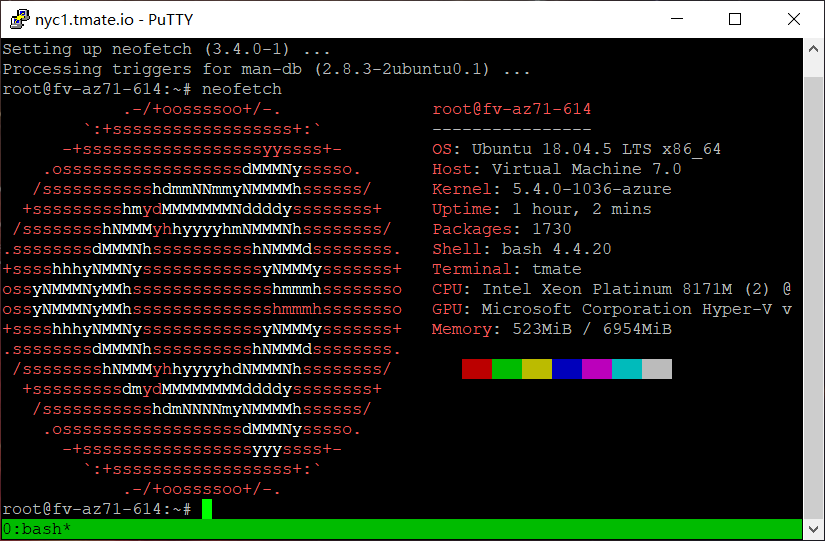 nyc1.tmate.io - PuTTY
Setting up neofetch (3.4.0-1) ...
Processing triggers for man-db (2.8.3-2ubuntu0.1) ...
root@fv-az71-614:~# neofetch
            .-/+oossssoo+/-.               root@fv-az71-614
        `:+ssssssssssssssssss+:`           ----------------
      -+ssssssssssssssssssyyssss+-         OS: Ubuntu 18.04.5 LTS x86_64
    .ossssssssssssssssssdMMMNysssso.       Host: Virtual Machine 7.0
   /ssssssssssshdmmNNmmyNMMMMhssssss/      Kernel: 5.4.0-1036-azure
  +ssssssssshmydMMMMMMMNddddyssssssss+     Uptime: 1 hour, 2 mins
 /sssssssshNMMMyhhyyyyhmNMMMNhssssssss/    Packages: 1730
.ssssssssdMMMNhsssssssssshNMMMdssssssss.   Shell: bash 4.4.20
+sssshhhyNMMNyssssssssssssyNMMMysssssss+   Terminal: tmate
ossyNMMMNyMMhsssssssssssssshmmmhssssssso   CPU: Intel Xeon Platinum 8171M (2) @
ossyNMMMNyMMhsssssssssssssshmmmhssssssso   GPU: Microsoft Corporation Hyper-V v
+sssshhhyNMMNyssssssssssssyNMMMysssssss+   Memory: 523MiB / 6954MiB
.ssssssssdMMMNhsssssssssshNMMMdssssssss.
 /sssssssshNMMMyhhyyyyhdNMMMNhssssssss/
  +sssssssssdmydMMMMMMMMddddyssssssss+
   /ssssssssssshdmNNNNmyNMMMMhssssss/
    .ossssssssssssssssssdMMMNysssso.
      -+sssssssssssssssssyyyssss+-
        `:+ssssssssssssssssss+:`
            .-/+oossssoo+/-.
root@fv-az71-614:~#
0:bash*